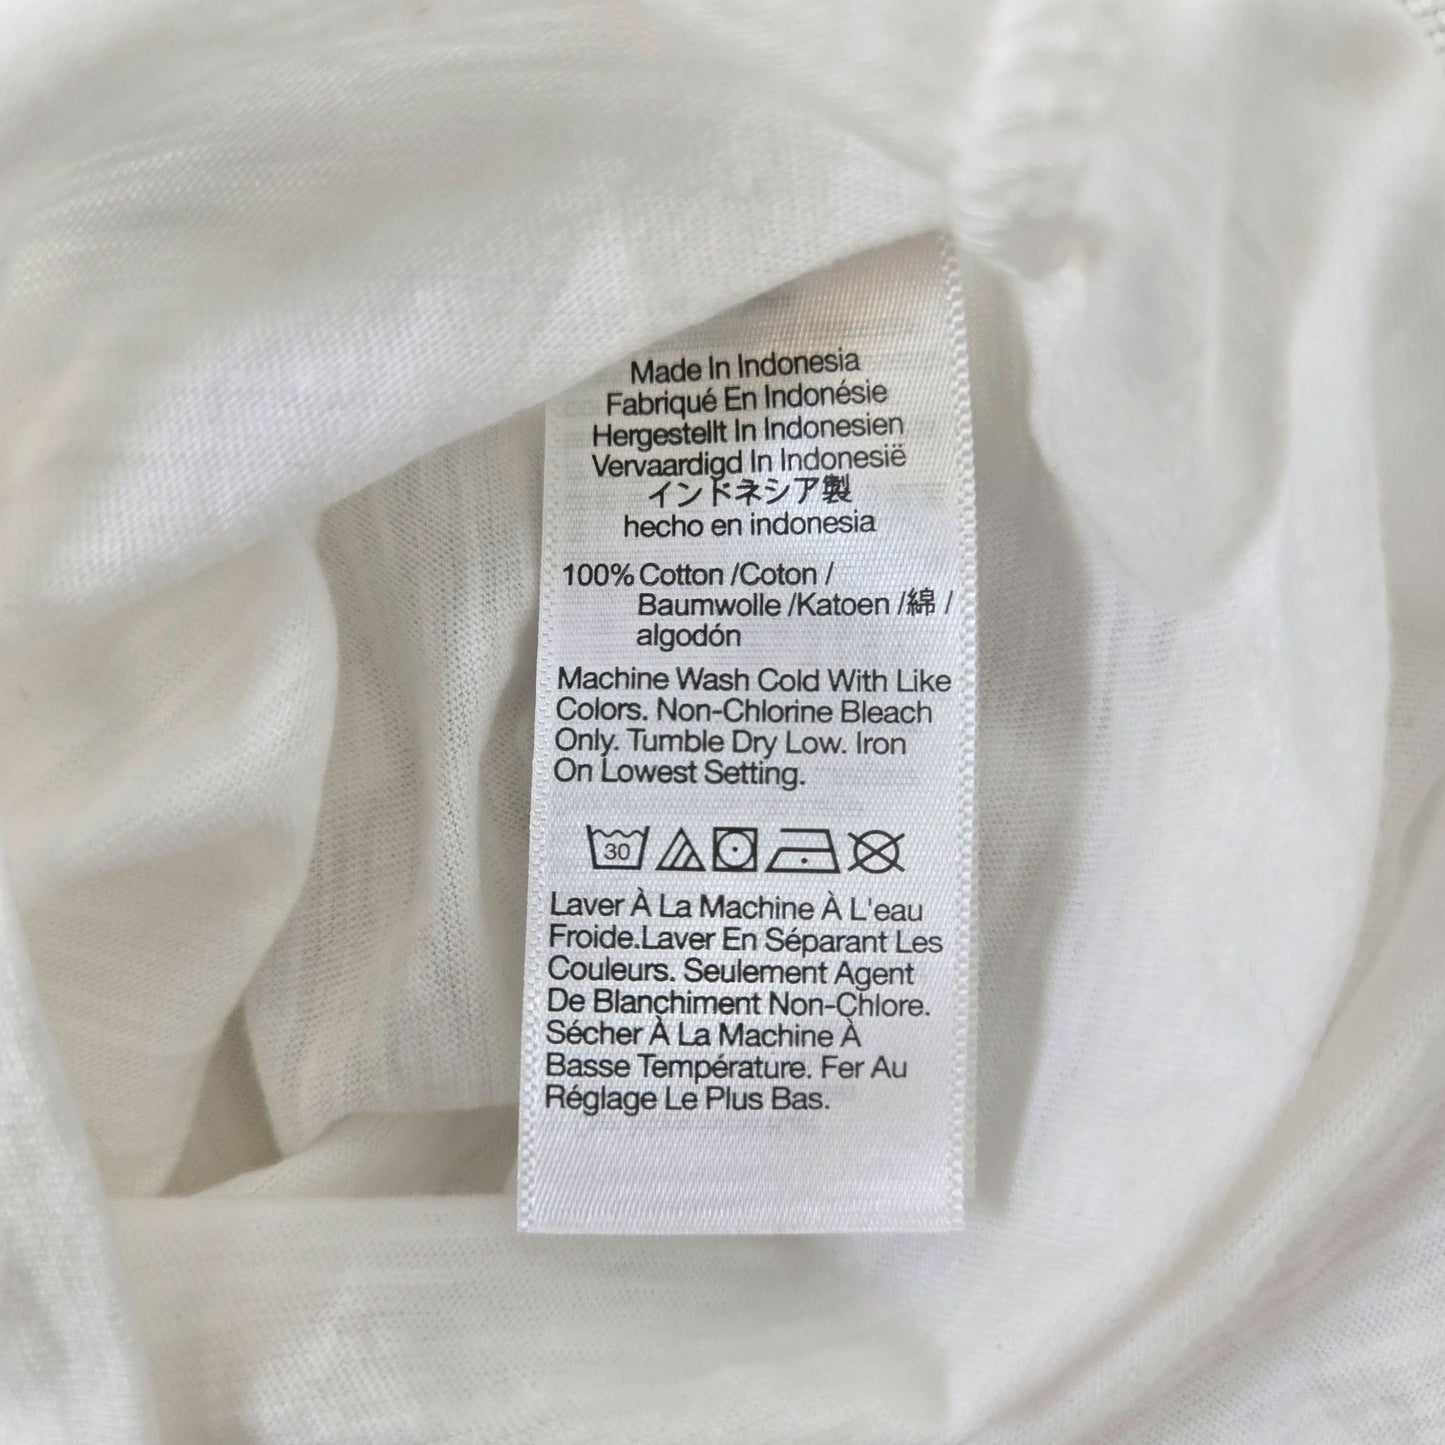 Made In Indonesia
Fabriqué En Indonésie
Hergestellt In Indonesien
Vervaardigd In Indonesië
インドネシア製
hecho en indonesia
100% Cotton /Coton /
Baumwolle /Katoen /綿 /
algodón
Machine Wash Cold With Like
Colors. Non-Chlorine Bleach
Only. Tumble Dry Low. Iron
On Lowest Setting.
30
Laver À La Machine À L'eau
Froide.Laver En Séparant Les
Couleurs. Seulement Agent
De Blanchiment Non-Chlore.
Sécher À La Machine À
Basse Température. Fer Au
Réglage Le Plus Bas.